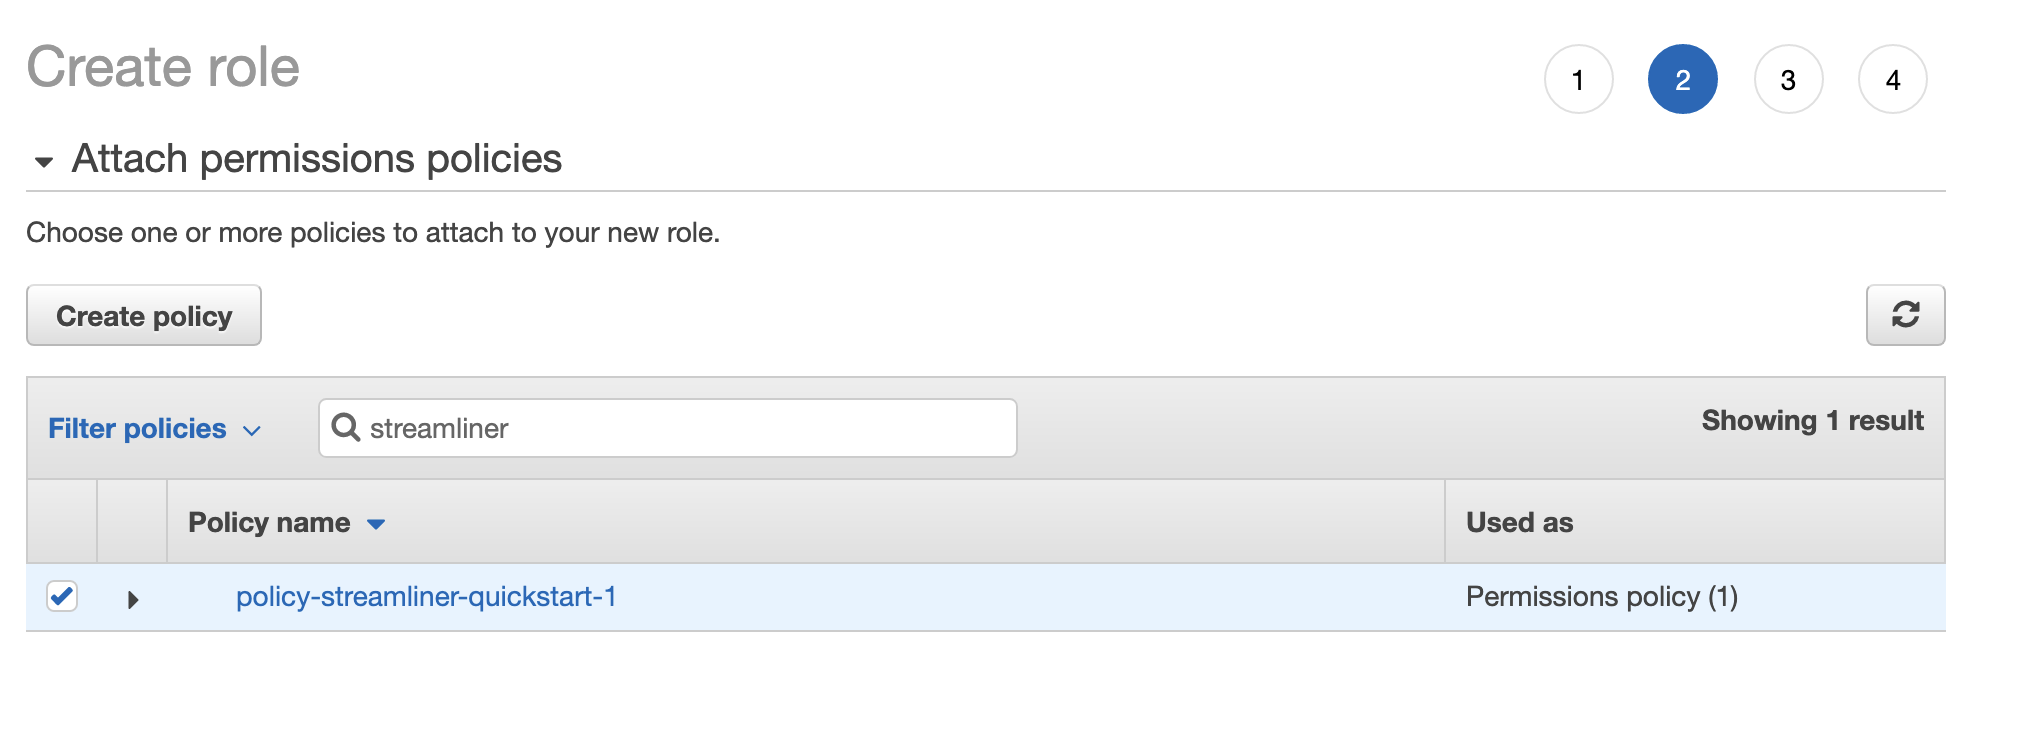 Create role
1 2 3 4
Attach permissions policies
Choose one or more policies to attach to your new role.
Create policy
Filter policies streamliner Showing 1 result
Policy name Used as
policy-streamliner-quickstart-1 Permissions policy (1)